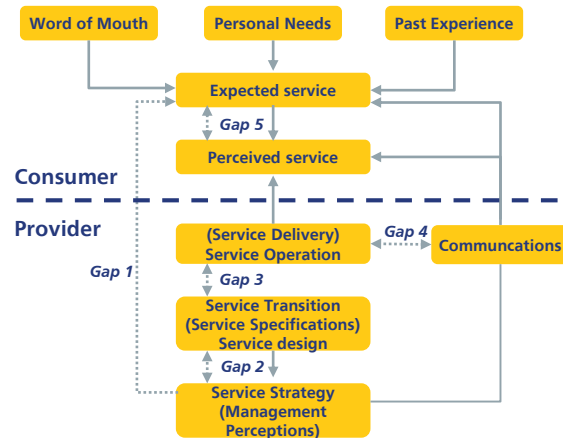 Word of Mouth
Personal Needs
Past Experience
Expected service
Gap 5
Perceived service
Consumer
Provider
(Service Delivery)
Service Operation
Gap 4
Communcations
Gap 1
Gap 3
Service Transition
(Service Specifications)
Service design
Gap 2
Service Strategy
(Management
Perceptions)